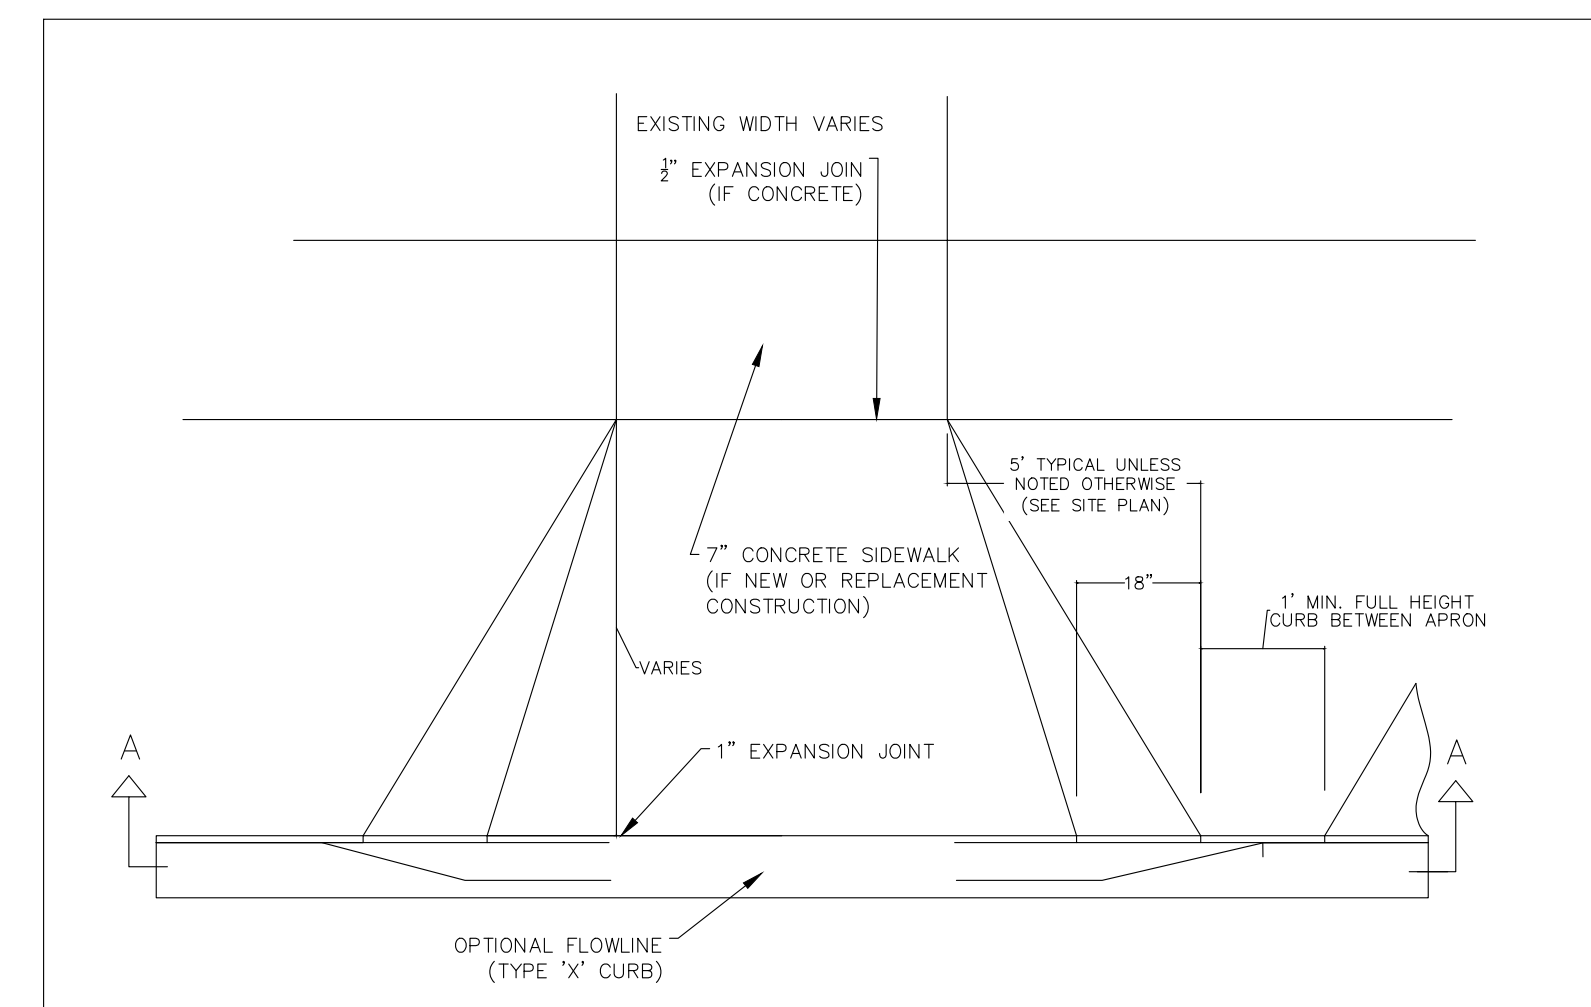 EXISTING WIDTH VARIES
½" EXPANSION JOIN
(IF CONCRETE)
5' TYPICAL UNLESS
NOTED OTHERWISE
(SEE SITE PLAN)
7" CONCRETE SIDEWALK
(IF NEW OR REPLACEMENT
CONSTRUCTION)
18"
1' MIN. FULL HEIGHT
CURB BETWEEN APRON
VARIES
A
1" EXPANSION JOINT
A
OPTIONAL FLOWLINE
(TYPE 'X' CURB)